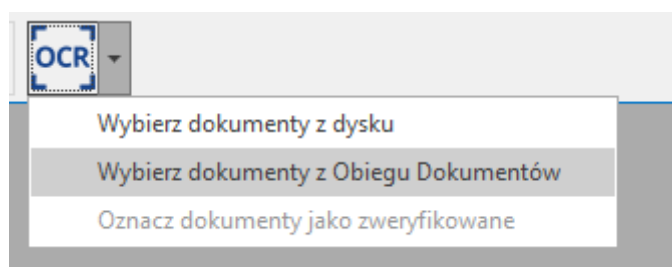 OCR
Wybierz dokumenty z dysku
Wybierz dokumenty z Obiegu Dokumentów
Oznacz dokumenty jako zweryfikowane